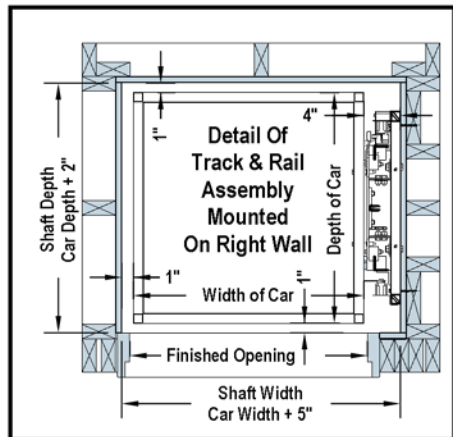 Detail Of
Track & Rail
Assembly
Mounted
On Right Wall
1"
4"
Shaft Depth
Car Depth + 2"
Depth of Car
1"
1"
Width of Car
Finished Opening
Shaft Width
Car Width + 5"